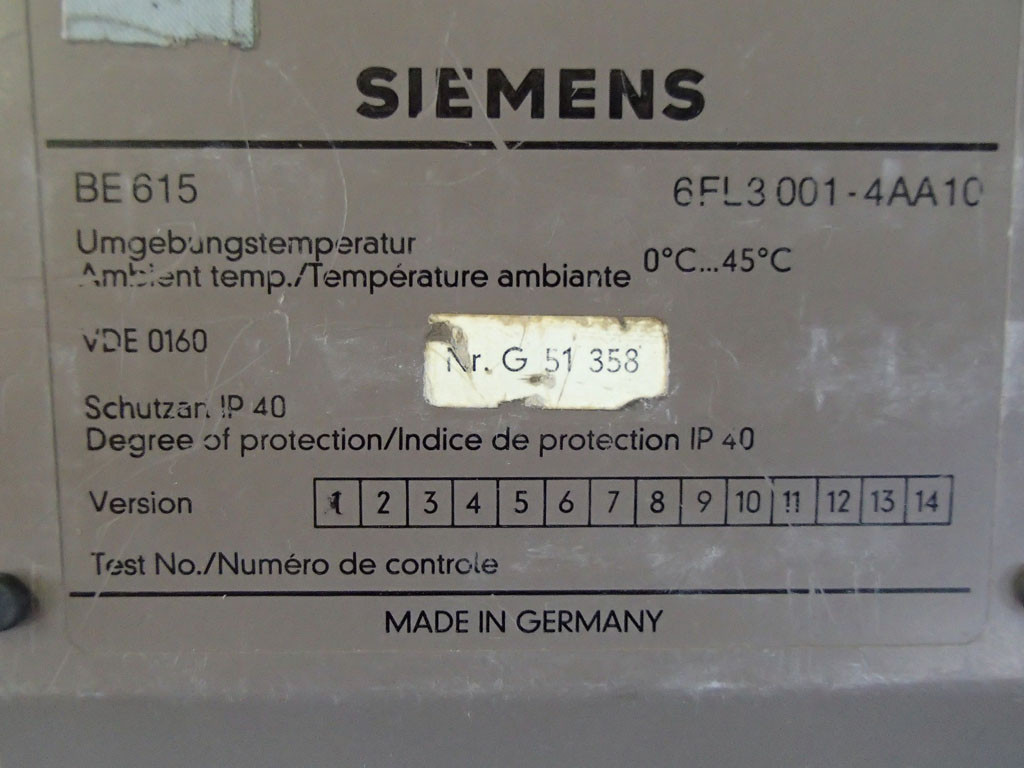 SIEMENS
BE 615 6FL3 001-4AA10
Umgebungstemperatur
Ambient temp./Température ambiante 0°C...45°C
VDE 0160
Nr. G 51 358
Schutzart IP 40
Degree of protection/Indice de protection IP 40
Version 1 2 3 4 5 6 7 8 9 10 11 12 13 14
Test No./Numéro de controle
MADE IN GERMANY